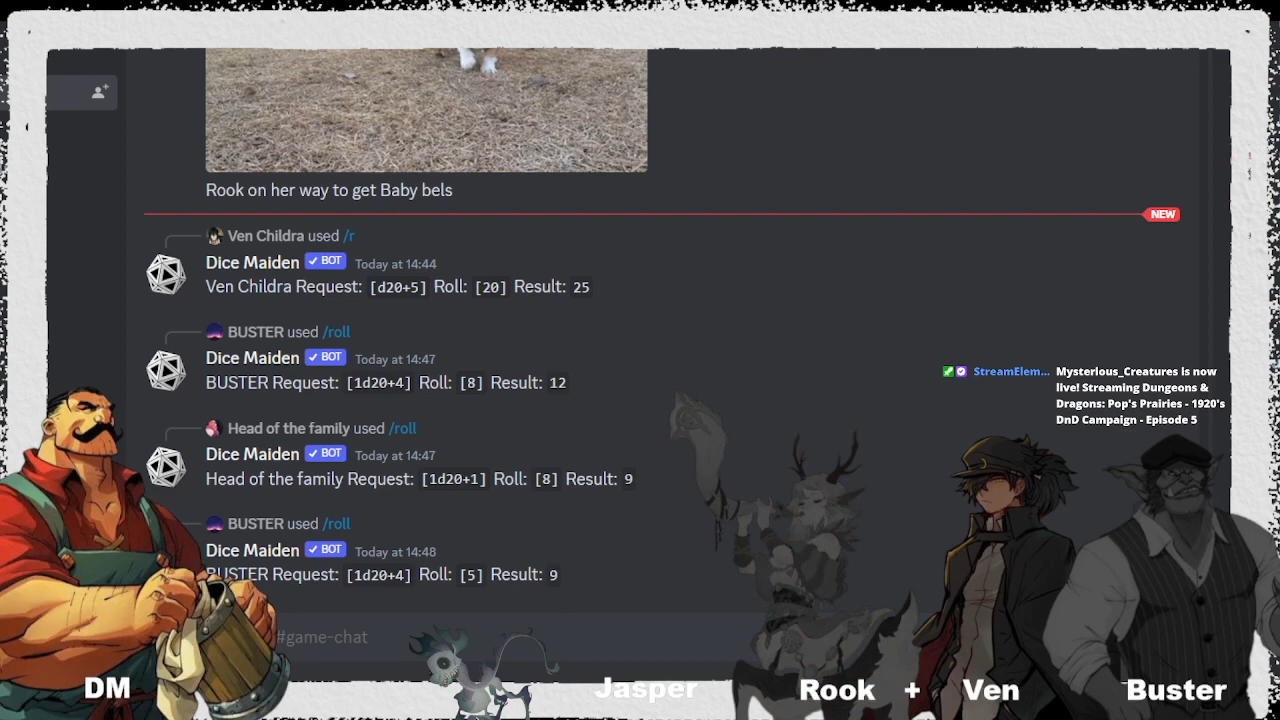 Rook on her way to get Baby bels
NEW
Ven Childra used /r
Dice Maiden ✓ BOT Today at 14:44
Ven Childra Request: [d20+5] Roll: [20] Result: 25
BUSTER used /roll
Dice Maiden ✓ BOT Today at 14:47
BUSTER Request: [1d20+4] Roll: [8] Result: 12
StreamElem... Mysterious_Creatures is now
live! Streaming Dungeons &
Dragons: Pop's Prairies - 1920's
DnD Campaign - Episode 5
Head of the family used /roll
Dice Maiden ✓ BOT Today at 14:47
Head of the family Request: [1d20+1] Roll: [8] Result: 9
BUSTER used /roll
Dice Maiden ✓ BOT Today at 14:48
BUSTER Request: [1d20+4] Roll: [5] Result: 9
#game-chat
DM Jasper Rook + Ven Buster